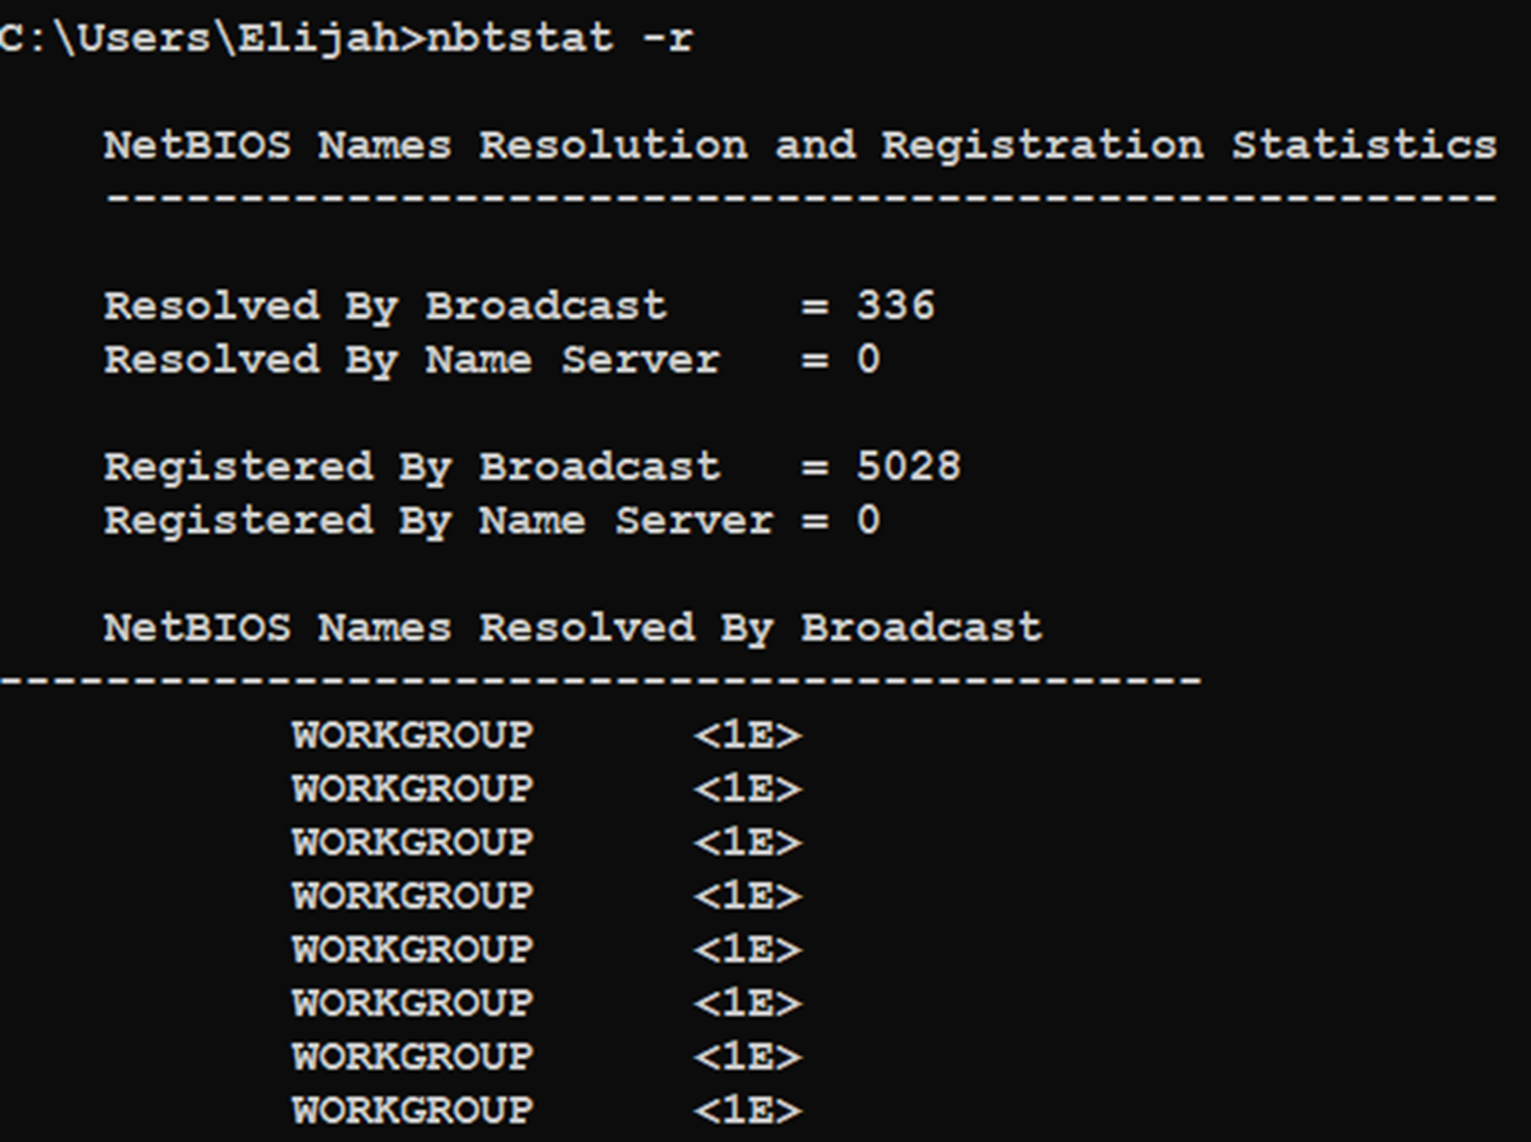 C:\Users\Elijah>nbtstat -r
NetBIOS Names Resolution and Registration Statistics
----------------------------------------------------
Resolved By Broadcast     = 336
Resolved By Name Server   = 0
Registered By Broadcast   = 5028
Registered By Name Server = 0
NetBIOS Names Resolved By Broadcast
---------------------------------------------
WORKGROUP      <1E>
WORKGROUP      <1E>
WORKGROUP      <1E>
WORKGROUP      <1E>
WORKGROUP      <1E>
WORKGROUP      <1E>
WORKGROUP      <1E>
WORKGROUP      <1E>